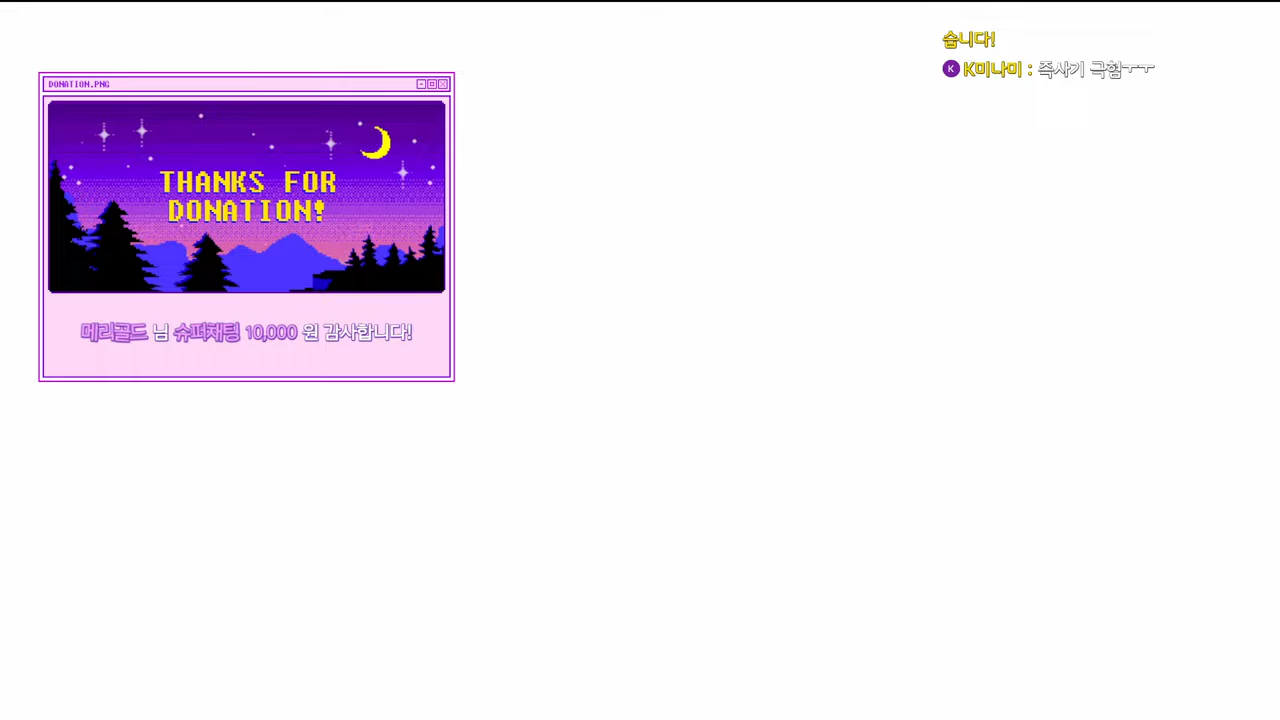 DONATION.PNG
THANKS FOR
DONATION!
메리골드 님 슈퍼채팅 10,000 원 감사합니다!
숩니다!
K K미나미 : 즉사기 극혐ㅜㅜ